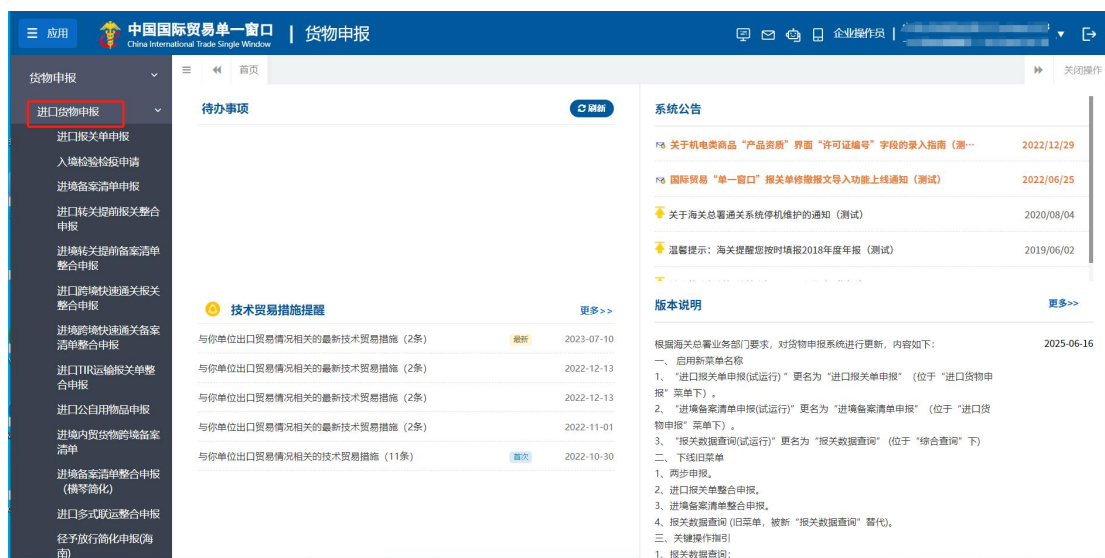 应用
中国国际贸易单一窗口
China International Trade Single Window
货物申报
企业操作员
货物申报
首页
关闭操作
进口货物申报
进口报关单申报
入境检验检疫申请
进境备案清单申报
进口转关提前报关整合
申报
进境转关提前备案清单
整合申报
进口跨境快速通关报关
整合申报
进境跨境快速通关备案
清单整合申报
进口TIR运输报关单整
合申报
进口公自用物品申报
进境内贸货物跨境备案
清单
进境备案清单整合申报
（横琴简化）
进口多式联运整合申报
径予放行简化申报(海
南)
待办事项
刷新
技术贸易措施提醒
更多>>
与你单位出口贸易情况相关的最新技术贸易措施（2条） 最新 2023-07-10
与你单位出口贸易情况相关的最新技术贸易措施（2条） 2022-12-13
与你单位出口贸易情况相关的最新技术贸易措施（2条） 2022-12-13
与你单位出口贸易情况相关的最新技术贸易措施（2条） 2022-11-01
与你单位出口贸易情况相关的技术贸易措施（11条） 首次 2022-10-30
系统公告
关于机电类商品“产品资质”界面“许可证编号”字段的录入指南（测… 2022/12/29
国际贸易“单一窗口”报关单修撤报文导入功能上线通知（测试） 2022/06/25
关于海关总署通关系统停机维护的通知（测试） 2020/08/04
温馨提示：海关提醒您按时填报2018年度年报（测试） 2019/06/02
版本说明
更多>>
根据海关总署业务部门要求，对货物申报系统进行更新，内容如下： 2025-06-16
一、 启用新菜单名称
1、 “进口报关单申报(试运行) ” 更名为 “进口报关单申报” （位于 “进口货物申
报” 菜单下）。
2、 “进境备案清单申报(试运行)” 更名为 “进境备案清单申报” （位于 “进口货
物申报” 菜单下）。
3、 “报关数据查询(试运行)” 更名为 “报关数据查询” (位于 “综合查询” 下)
二、 下线旧菜单
1、两步申报。
2、进口报关单整合申报。
3、进境备案清单整合申报。
4、报关数据查询 (旧菜单，被新 “报关数据查询” 替代)。
三、关键操作指引
1、报关数据查询：